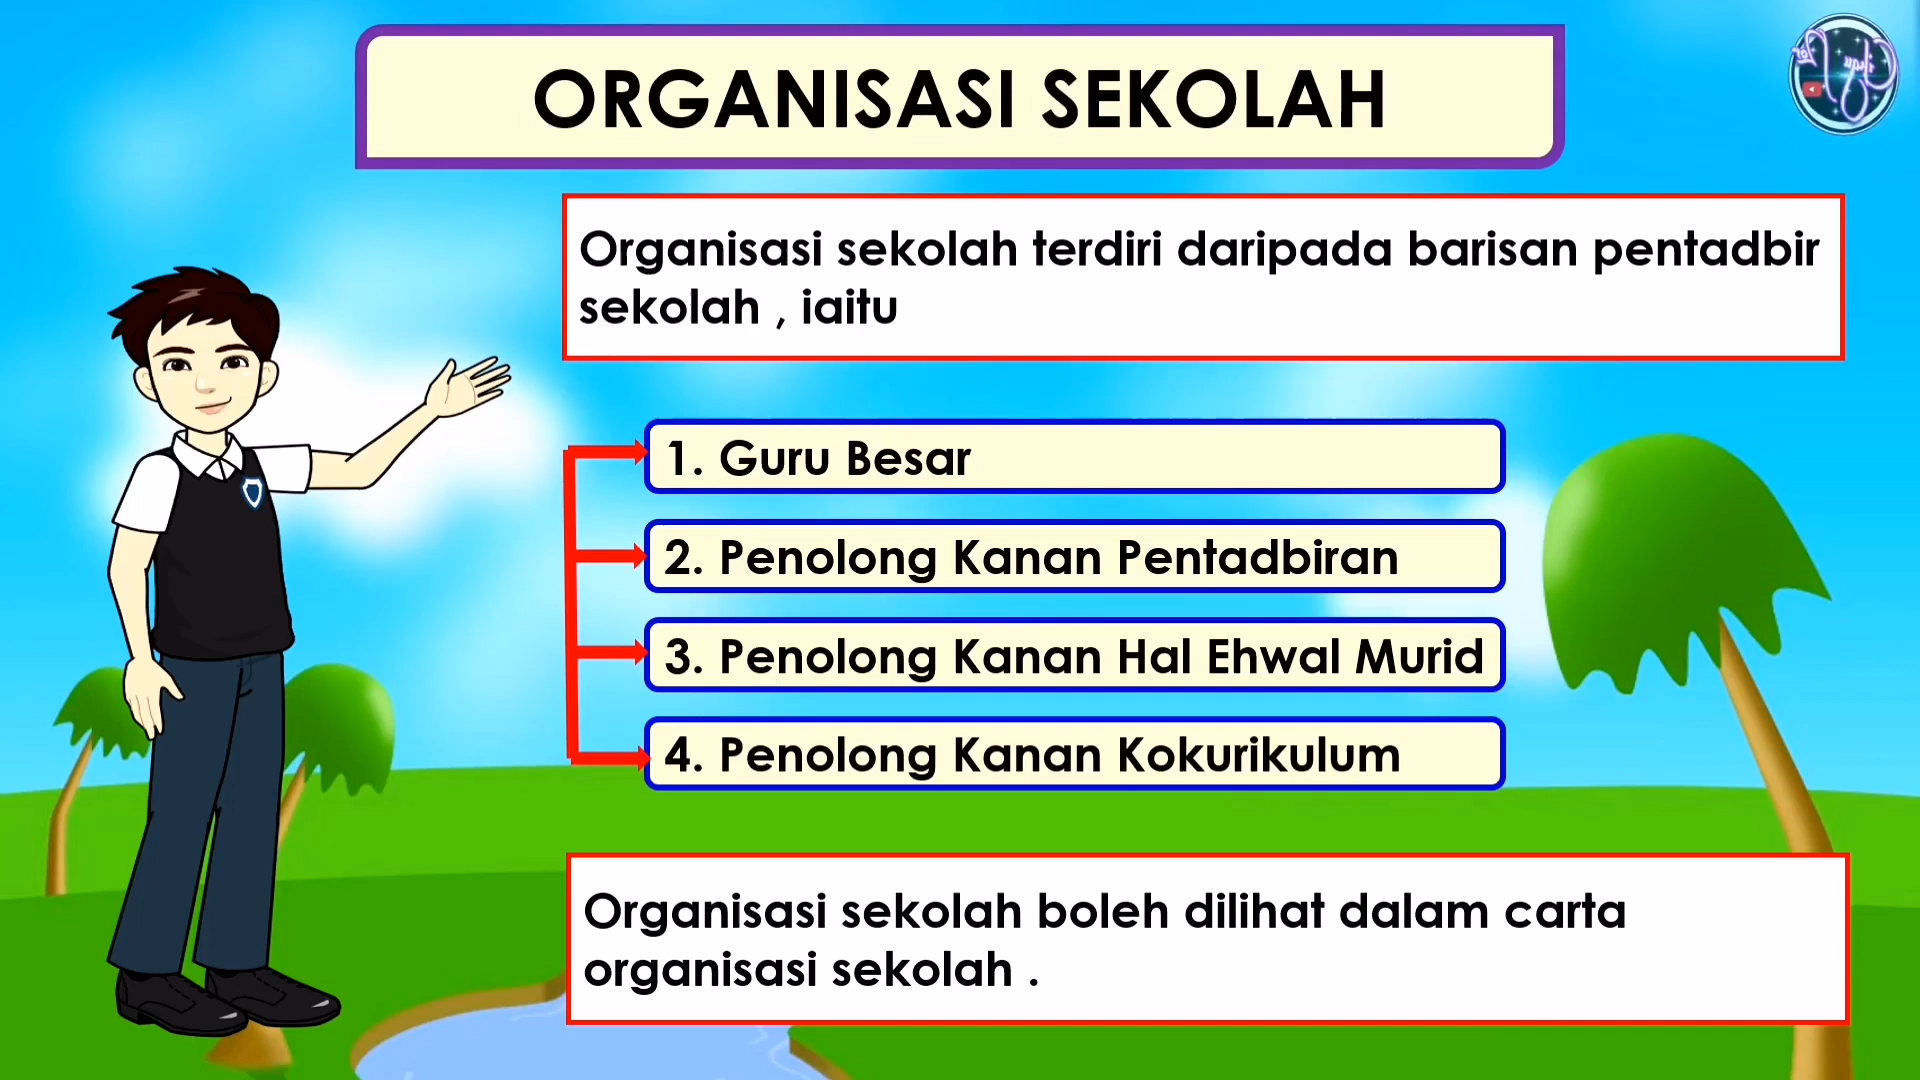 ORGANISASI SEKOLAH
Organisasi sekolah terdiri daripada barisan pentadbir
sekolah , iaitu
1. Guru Besar
2. Penolong Kanan Pentadbiran
3. Penolong Kanan Hal Ehwal Murid
4. Penolong Kanan Kokurikulum
Organisasi sekolah boleh dilihat dalam carta
organisasi sekolah .